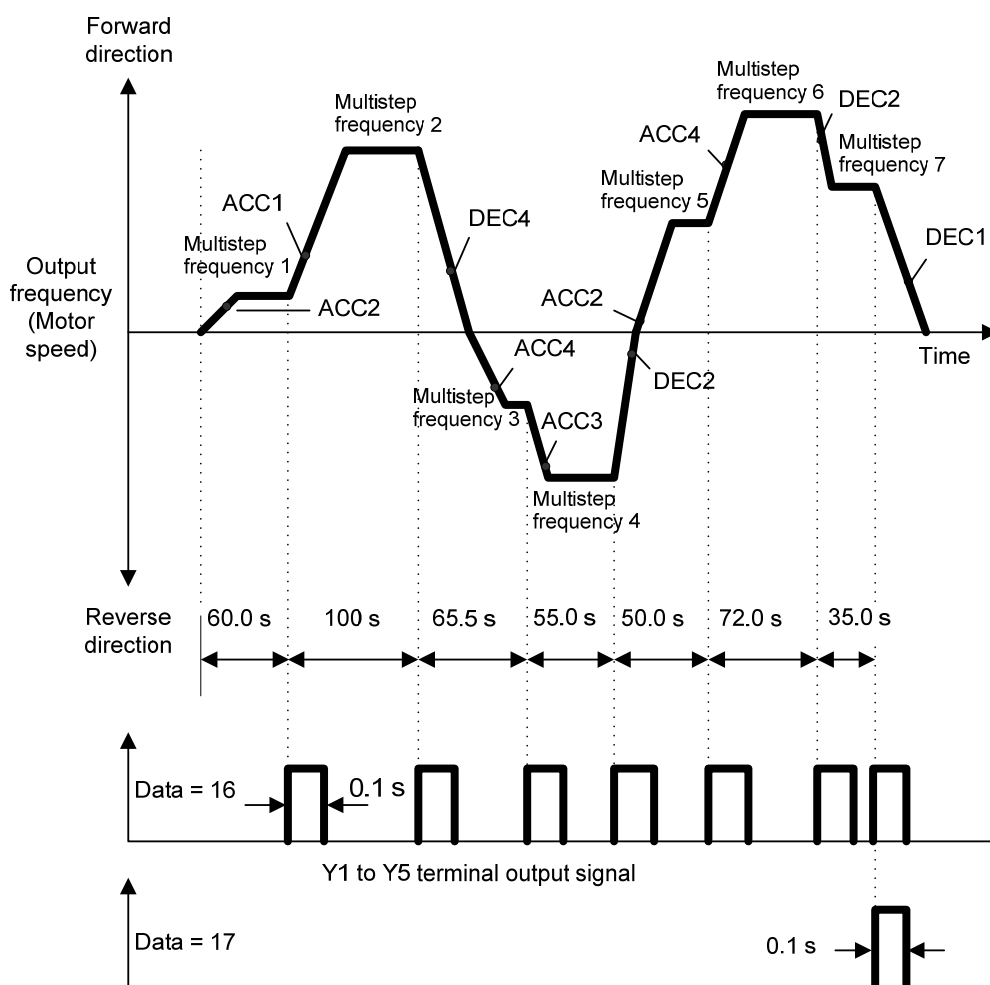 Forward
direction
Multistep
frequency 6
DEC2
Multistep
frequency 2
ACC4
Multistep
frequency 7
Multistep
frequency 5
ACC1
DEC4
Multistep
frequency 1
DEC1
Output
frequency
(Motor
speed)
ACC2
ACC2
Time
ACC4
DEC2
Multistep
frequency 3
ACC3
Multistep
frequency 4
Reverse
direction
60.0 s
100 s
65.5 s
55.0 s
50.0 s
72.0 s
35.0 s
Data = 16
0.1 s
Y1 to Y5 terminal output signal
Data = 17
0.1 s